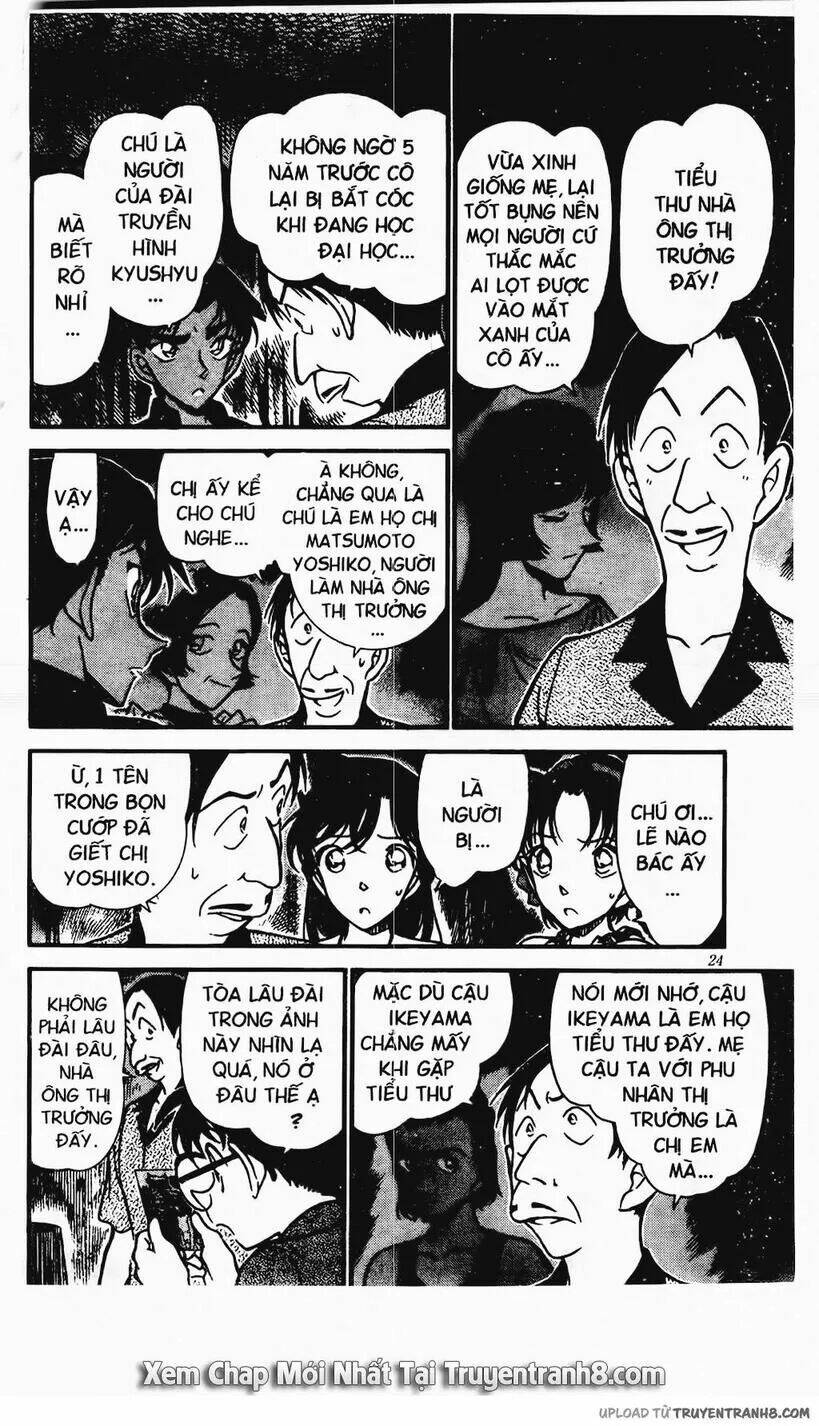 TIỂU
THƯ NHÀ
ÔNG THỊ
TRƯỞNG
ĐẤY!
VỪA XINH
GIỐNG MẸ, LẠI
TỐT BỤNG NÊN
MỌI NGƯỜI CỨ
THẮC MẮC
AI LỌT ĐƯỢC
VÀO MẮT
XANH CỦA
CÔ ẤY...
KHÔNG NGỜ 5
NĂM TRƯỚC CÔ
LẠI BỊ BẮT CÓC
KHI ĐANG HỌC
ĐẠI HỌC...
CHÚ LÀ
NGƯỜI
CỦA ĐÀI
TRUYỀN
HÌNH
KYUSHYU
...
MÀ
BIẾT
RÕ
NHỈ
...
À KHÔNG,
CHẲNG QUA LÀ
CHÚ LÀ EM HỌ CHỊ
MATSUMOTO
YOSHIKO, NGƯỜI
LÀM NHÀ ÔNG
THỊ TRƯỞNG
...
CHỊ ẤY KỂ
CHO CHÚ
NGHE...
VẬY
Ạ...
CHÚ ƠI...
LẼ NÀO
BÁC ẤY
...
LÀ
NGƯỜI
BỊ...
Ừ, 1 TÊN
TRONG BỌN
CƯỚP ĐÃ
GIẾT CHỊ
YOSHIKO.
24
NÓI MỚI NHỚ, CẬU
IKEYAMA LÀ EM HỌ
TIỂU THƯ ĐẤY. MẸ
CẬU TA VỚI PHU
NHÂN THỊ
TRƯỞNG LÀ
CHỊ EM
MÀ...
MẶC DÙ CẬU
IKEYAMA
CHẲNG MẤY
KHI GẶP
TIỂU THƯ
TÒA LÂU ĐÀI
TRONG ẢNH
NÀY NHÌN LẠ
QUÁ, NÓ Ở
ĐÂU THẾ Ạ
?
KHÔNG
PHẢI LÂU
ĐÀI ĐÂU,
NHÀ
ÔNG THỊ
TRƯỞNG
ĐẤY.
Xem Chap Mới Nhất Tại Truyentranh8.com
UPLOAD TỪ TRUYENTRANH8.COM